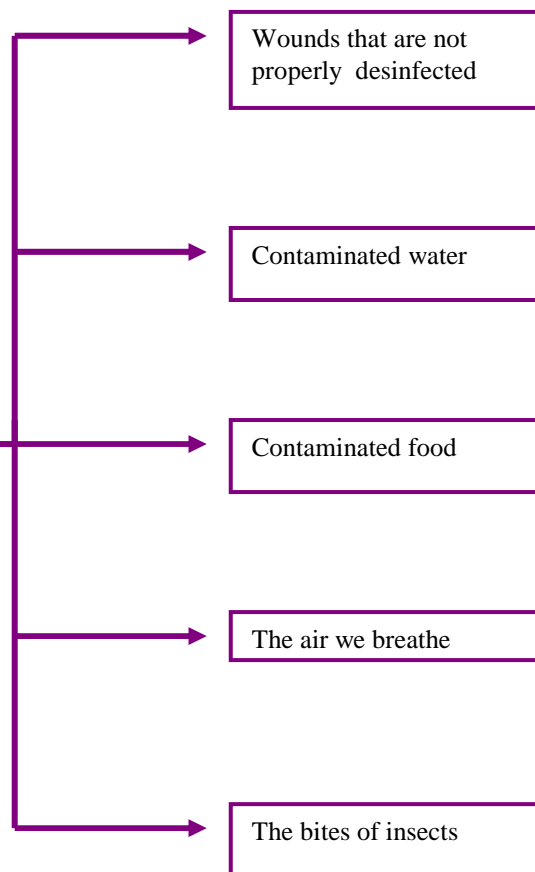 Wounds that are not
properly desinfected
Contaminated water
Contaminated food
The air we breathe
The bites of insects